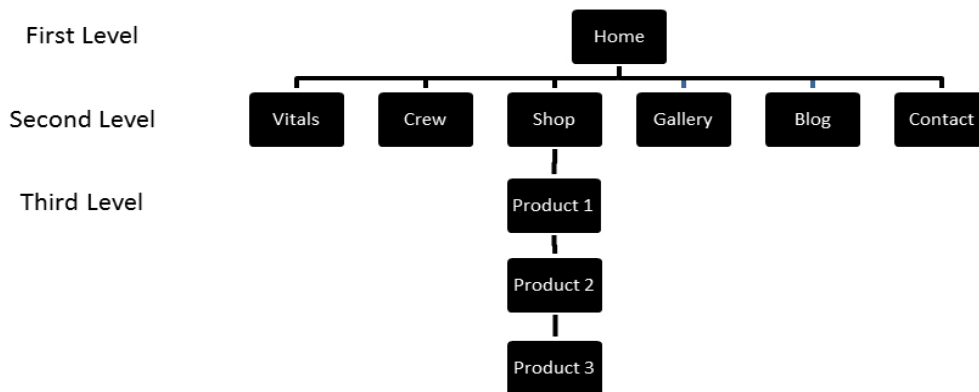 First Level
Home
Second Level
Vitals
Crew
Shop
Gallery
Blog
Contact
Third Level
Product 1
Product 2
Product 3